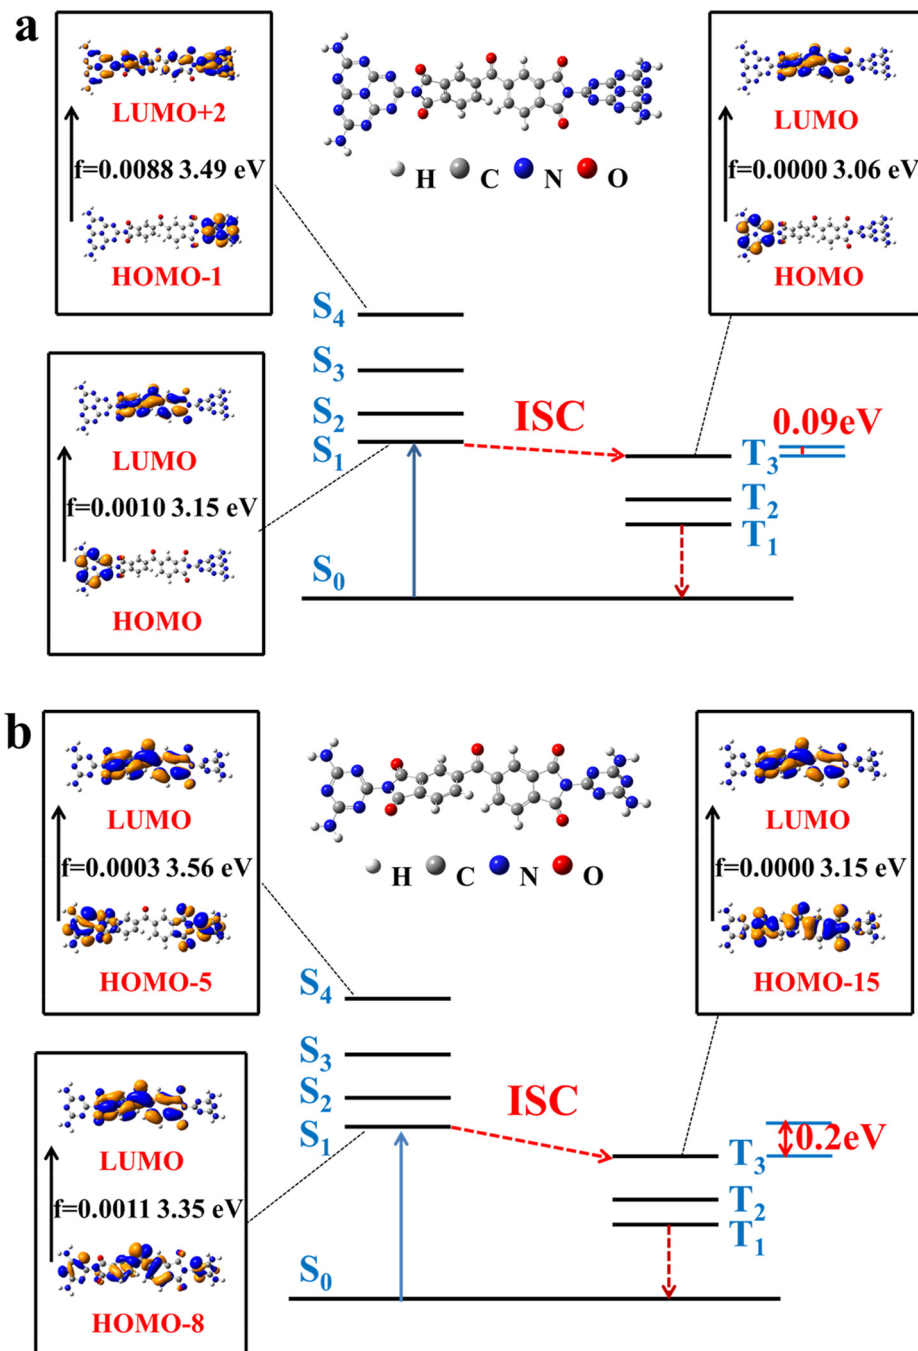 a
LUMO+2
f=0.0088 3.49 eV
HOMO-1
H C N O
LUMO
f=0.0000 3.06 eV
HOMO
LUMO
f=0.0010 3.15 eV
HOMO
S4
S3
S2
S1
S0
ISC
0.09eV
T3
T2
T1
b
LUMO
f=0.0003 3.56 eV
HOMO-5
H C N O
LUMO
f=0.0000 3.15 eV
HOMO-15
LUMO
f=0.0011 3.35 eV
HOMO-8
S4
S3
S2
S1
S0
ISC
0.2eV
T3
T2
T1